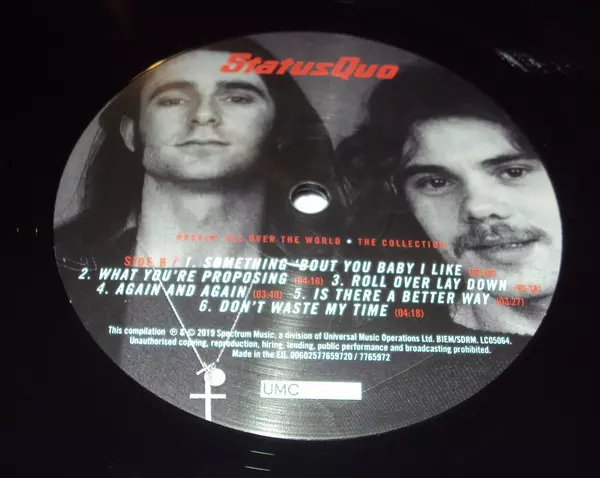 StatusQuo
ROCKIN' ALL OVER THE WORLD • THE COLLECTION
SIDE B / 1. SOMETHING 'BOUT YOU BABY I LIKE
2. WHAT YOU'RE PROPOSING (04:16) 3. ROLL OVER LAY DOWN
4. AGAIN AND AGAIN (03:40) 5. IS THERE A BETTER WAY (03:27)
6. DON'T WASTE MY TIME (04:18)
This compilation ℗ & © 2019 Spectrum Music, a division of Universal Music Operations Ltd. BIEM/SDRM. LC05064.
Unauthorised copying, reproduction, hiring, lending, public performance and broadcasting prohibited.
Made in the EU. 00602577659720 / 7765972
UMC